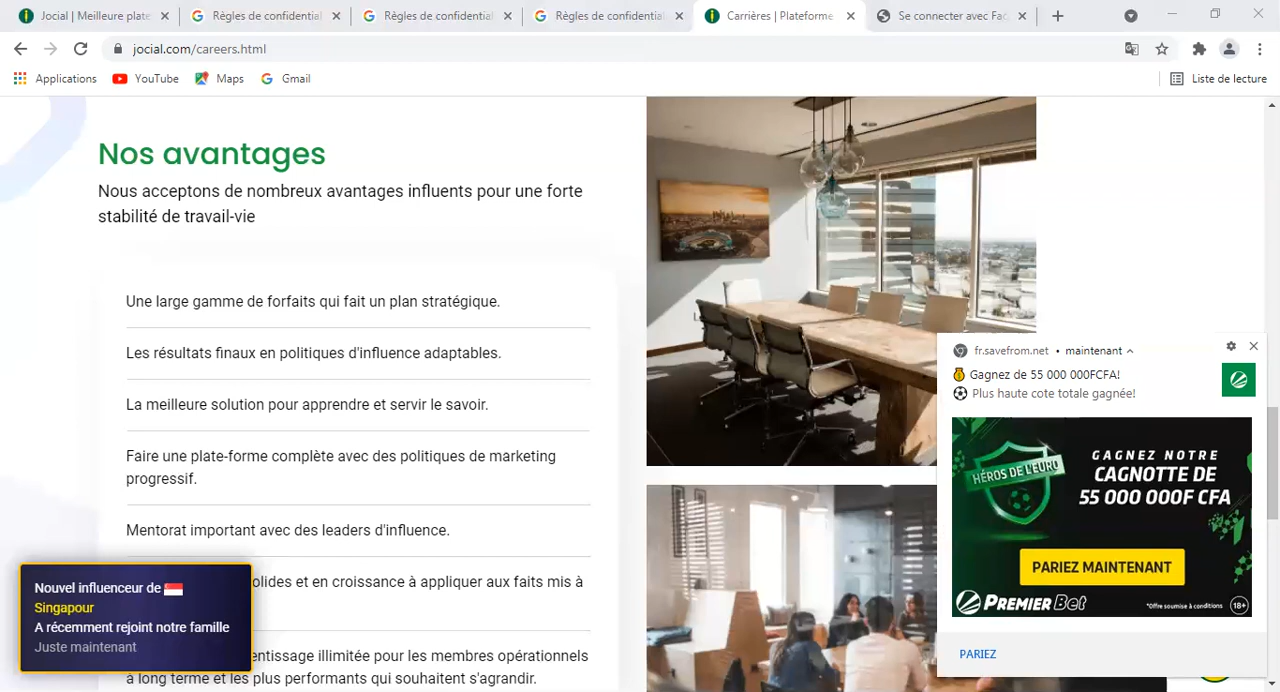 Jocial | Meilleure plate
Règles de confidential
Règles de confidential
Règles de confidential
Carrières | Plateforme
Se connecter avec Fac
jocial.com/careers.html
Applications
YouTube
Maps
Gmail
Liste de lecture
Nos avantages
Nous acceptons de nombreux avantages influents pour une forte
stabilité de travail-vie
Une large gamme de forfaits qui fait un plan stratégique.
Les résultats finaux en politiques d'influence adaptables.
La meilleure solution pour apprendre et servir le savoir.
Faire une plate-forme complète avec des politiques de marketing
progressif.
Mentorat important avec des leaders d'influence.
olides et en croissance à appliquer aux faits mis à
entissage illimitée pour les membres opérationnels
à long terme et les plus performants qui souhaitent s'agrandir.
Nouvel influenceur de
Singapour
A récemment rejoint notre famille
Juste maintenant
fr.savefrom.net • maintenant
Gagnez de 55 000 000FCFA!
Plus haute cote totale gagnée!
HÉROS DE L'EURO
GAGNEZ NOTRE
CAGNOTTE DE
55 000 000F CFA
PARIEZ MAINTENANT
PREMIER BET
*Offre soumise à conditions
18+
PARIEZ